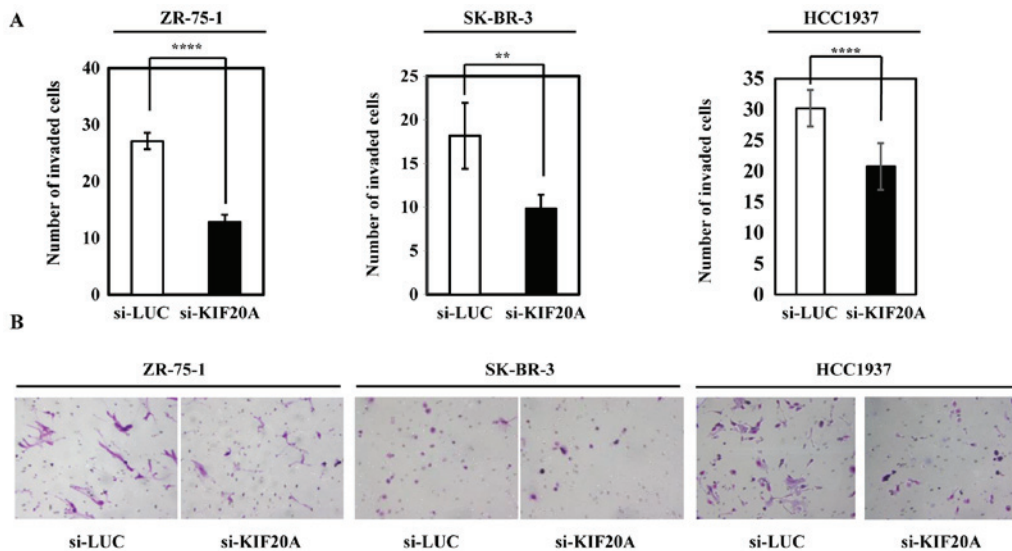 A
ZR-75-1
SK-BR-3
HCC1937
****
**
****
Number of invaded cells
40
30
20
10
0
si-LUC si-KIF20A
Number of invaded cells
25
20
15
10
5
0
si-LUC si-KIF20A
Number of invaded cells
35
30
25
20
15
10
5
0
si-LUC si-KIF20A
B
ZR-75-1
SK-BR-3
HCC1937
si-LUC si-KIF20A si-LUC si-KIF20A si-LUC si-KIF20A